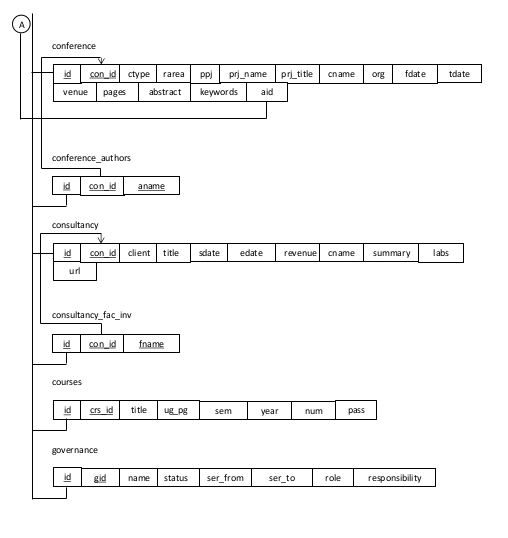 A
conference
id con_id ctype rarea ppj prj_name prj_title cname org fdate tdate
venue pages abstract keywords aid
conference_authors
id con_id aname
consultancy
id con_id client title sdate edate revenue cname summary labs
url
consultancy_fac_inv
id con_id fname
courses
id crs_id title ug_pg sem year num pass
governance
id gid name status ser_from ser_to role responsibility